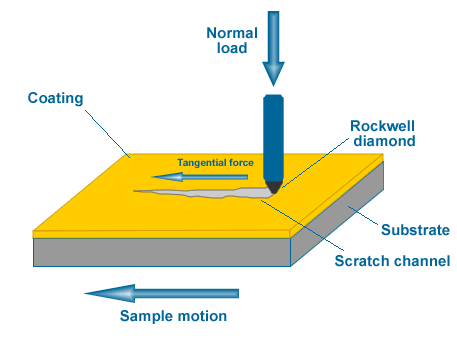 Normal
load
Coating
Rockwell
diamond
Tangential force
Substrate
Scratch channel
Sample motion